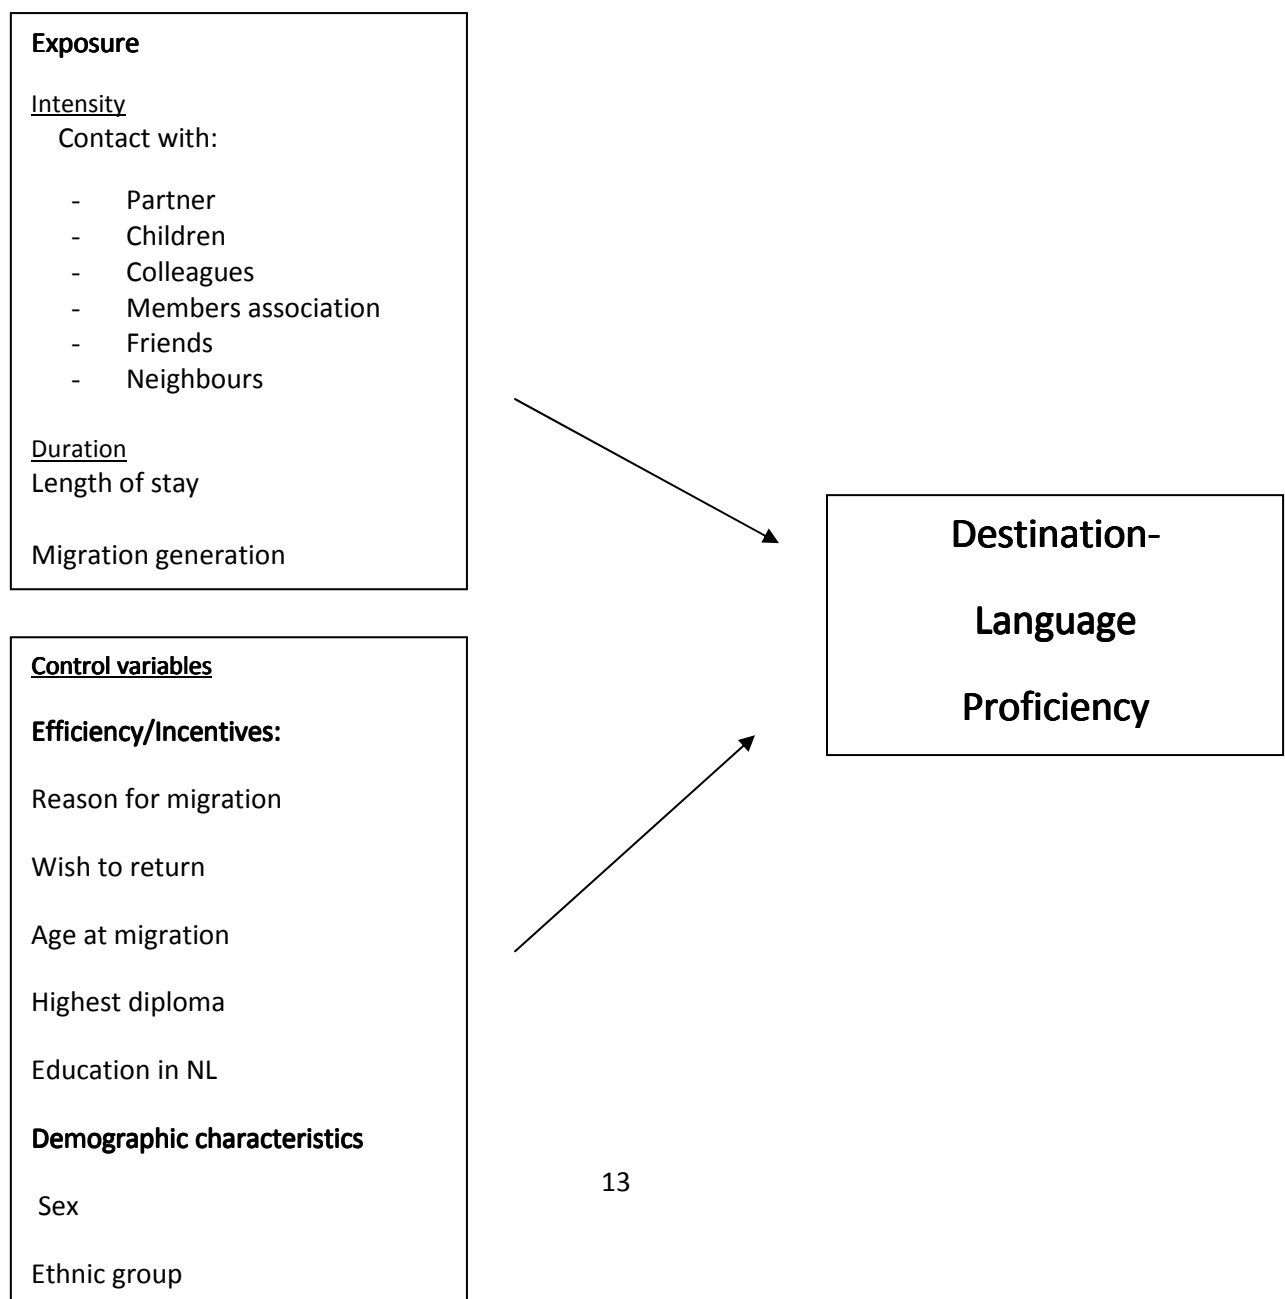 Exposure
Intensity
Contact with:
- Partner
- Children
- Colleagues
- Members association
- Friends
- Neighbours
Duration
Length of stay
Migration generation
Destination-
Language
Proficiency
Control variables
Efficiency/Incentives:
Reason for migration
Wish to return
Age at migration
Highest diploma
Education in NL
Demographic characteristics
Sex
Ethnic group
13